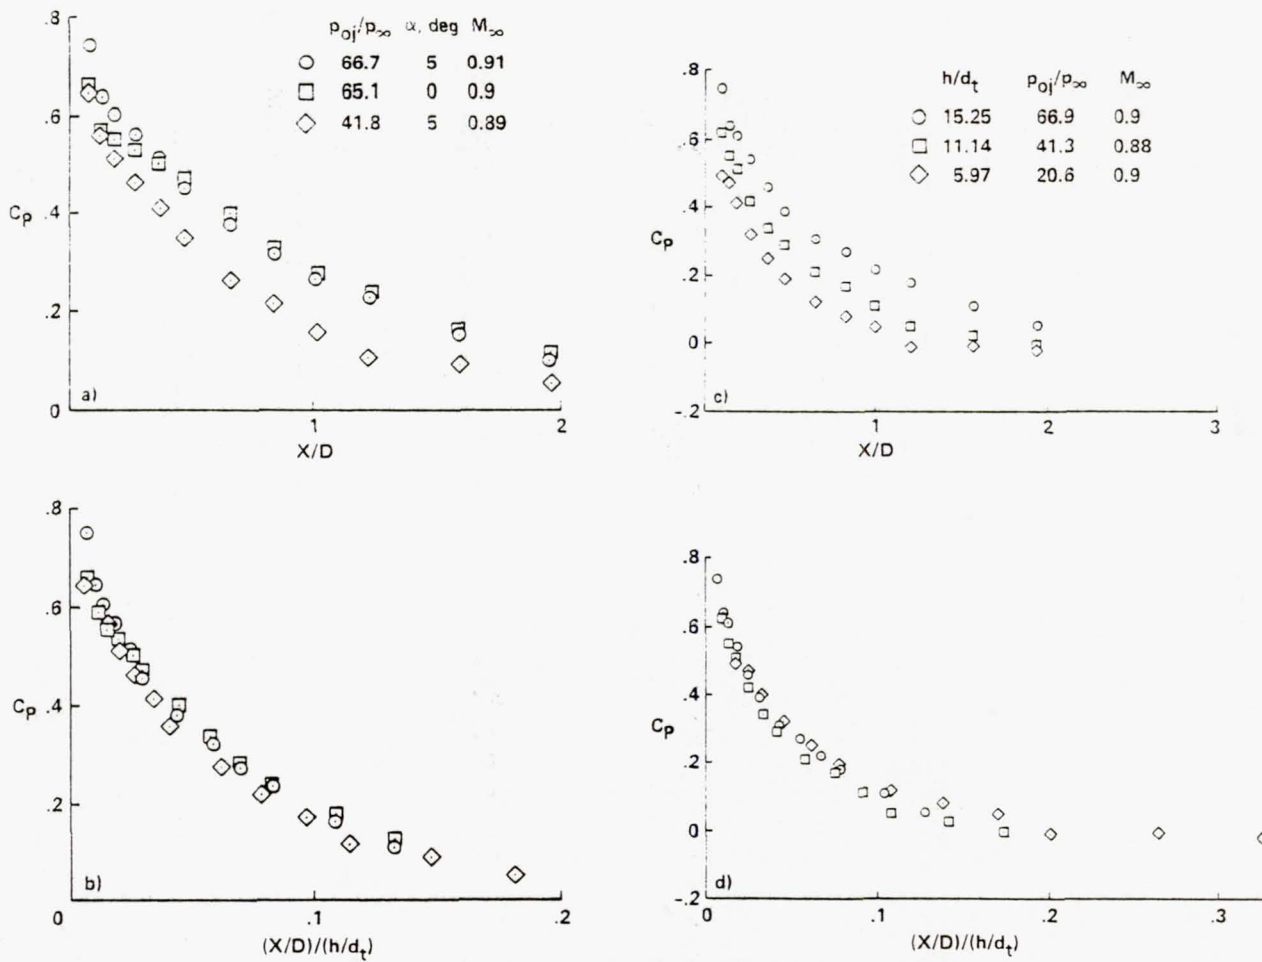 .8
.6
.4
.2
0
Cp
p_oj/p_∞ α, deg M_∞
66.7 5 0.91
65.1 0 0.9
41.8 5 0.89
a)
1 2
X/D
.8
.6
.4
.2
0
-.2
Cp
h/d_t p_oj/p_∞ M_∞
15.25 66.9 0.9
11.14 41.3 0.88
5.97 20.6 0.9
c)
1 2 3
X/D
.8
.6
.4
.2
Cp
b)
0 .1 .2
(X/D)/(h/d_t)
.8
.6
.4
.2
0
-.2
Cp
d)
0 .1 .2 .3
(X/D)/(h/d_t)